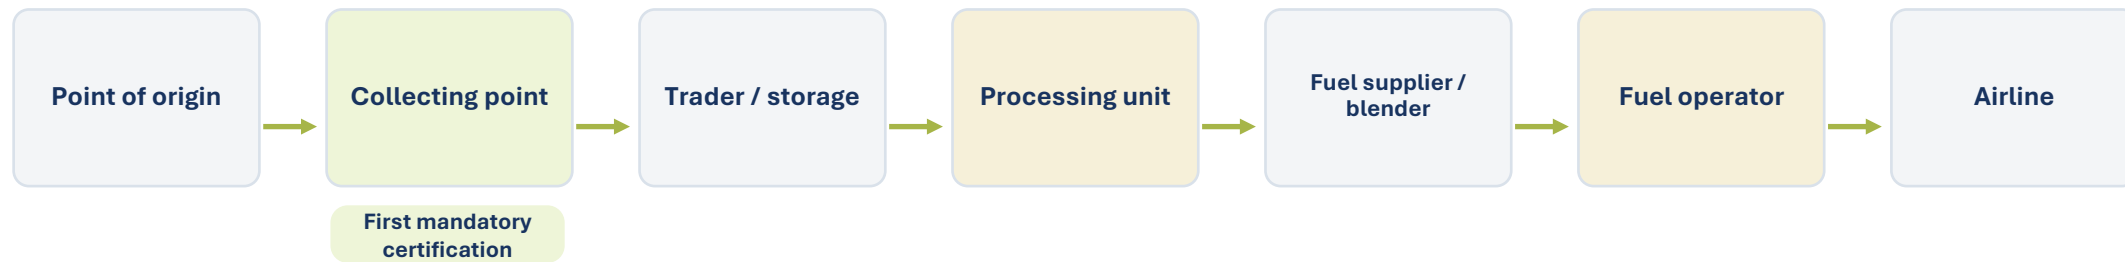 Point of origin
Collecting point
Trader / storage
Processing unit
Fuel supplier /
blender
Fuel operator
Airline
First mandatory
certification